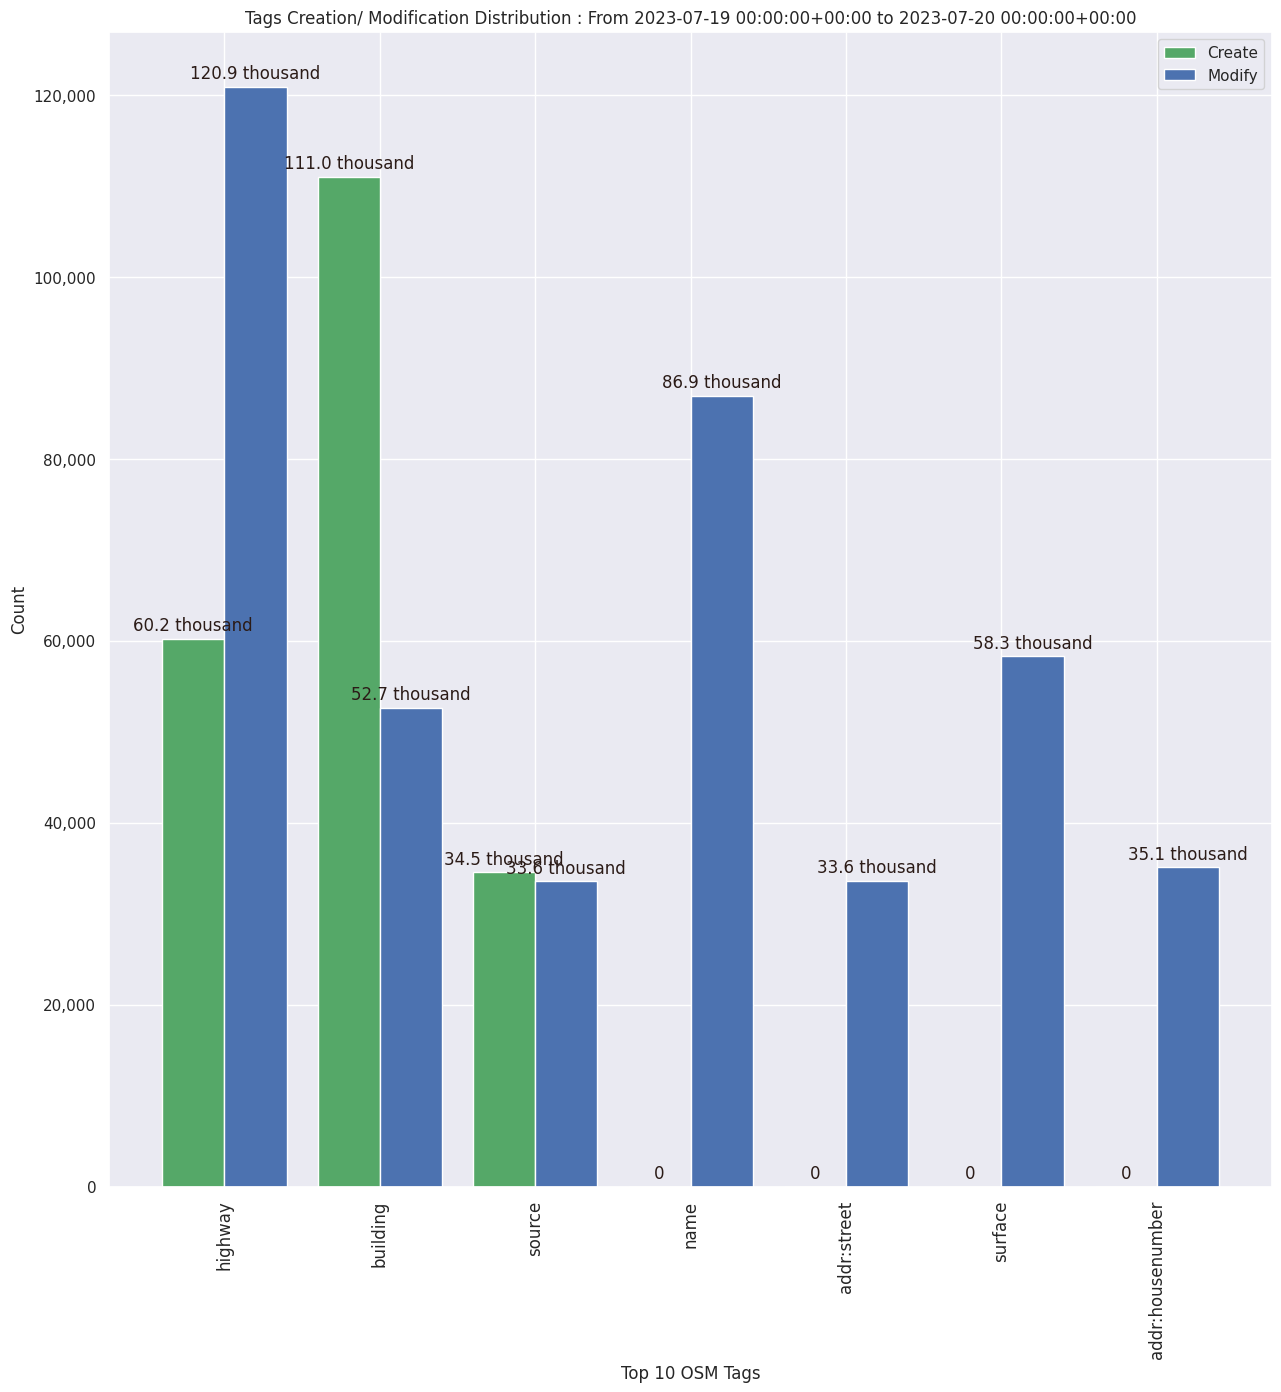 Tags Creation/ Modification Distribution : From 2023-07-19 00:00:00+00:00 to 2023-07-20 00:00:00+00:00
Create
Modify
120.9 thousand
120,000
111.0 thousand
100,000
86.9 thousand
80,000
60.2 thousand
60,000
58.3 thousand
52.7 thousand
Count
40,000
34.5 thousand
33.6 thousand
33.6 thousand
35.1 thousand
20,000
0
0
0
0
0
highway
building
source
name
addr:street
surface
addr:housenumber
Top 10 OSM Tags